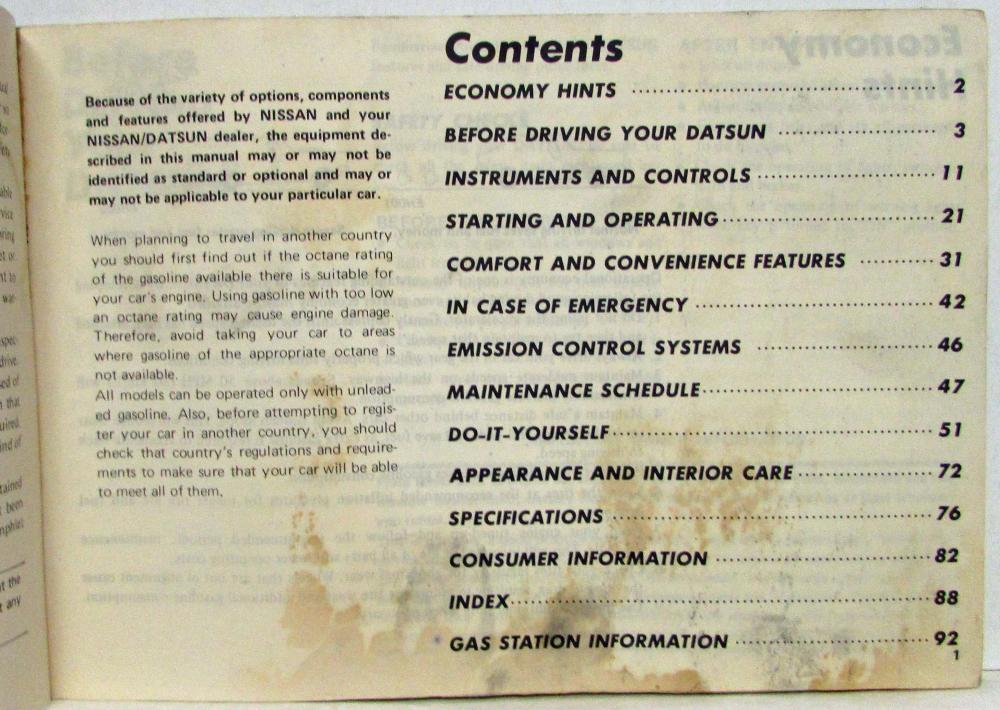 Because of the variety of options, components
and features offered by NISSAN and your
NISSAN/DATSUN dealer, the equipment de-
scribed in this manual may or may not be
identified as standard or optional and may or
may not be applicable to your particular car.
When planning to travel in another country
you should first find out if the octane rating
of the gasoline available there is suitable for
your car's engine. Using gasoline with too low
an octane rating may cause engine damage.
Therefore, avoid taking your car to areas
where gasoline of the appropriate octane is
not available.
All models can be operated only with unlead-
ed gasoline. Also, before attempting to regis-
ter your car in another country, you should
check that country's regulations and require-
ments to make sure that your car will be able
to meet all of them.
Contents
ECONOMY HINTS 2
BEFORE DRIVING YOUR DATSUN 3
INSTRUMENTS AND CONTROLS 11
STARTING AND OPERATING 21
COMFORT AND CONVENIENCE FEATURES 31
IN CASE OF EMERGENCY 42
EMISSION CONTROL SYSTEMS 46
MAINTENANCE SCHEDULE 47
DO-IT-YOURSELF 51
APPEARANCE AND INTERIOR CARE 72
SPECIFICATIONS 76
CONSUMER INFORMATION 82
INDEX 88
GAS STATION INFORMATION 92
1